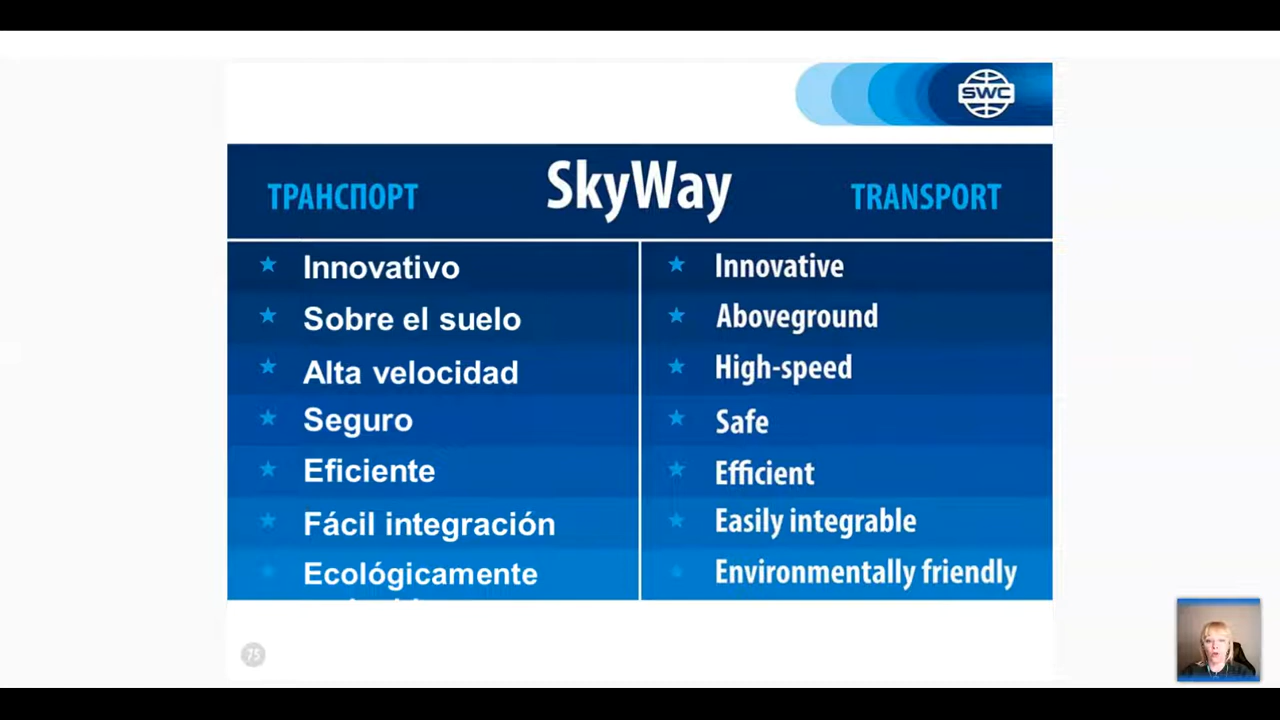 SWC
ТРАНСПОРТ SkyWay TRANSPORT
Innovativo
Sobre el suelo
Alta velocidad
Seguro
Eficiente
Fácil integración
Ecológicamente
Innovative
Aboveground
High-speed
Safe
Efficient
Easily integrable
Environmentally friendly
75